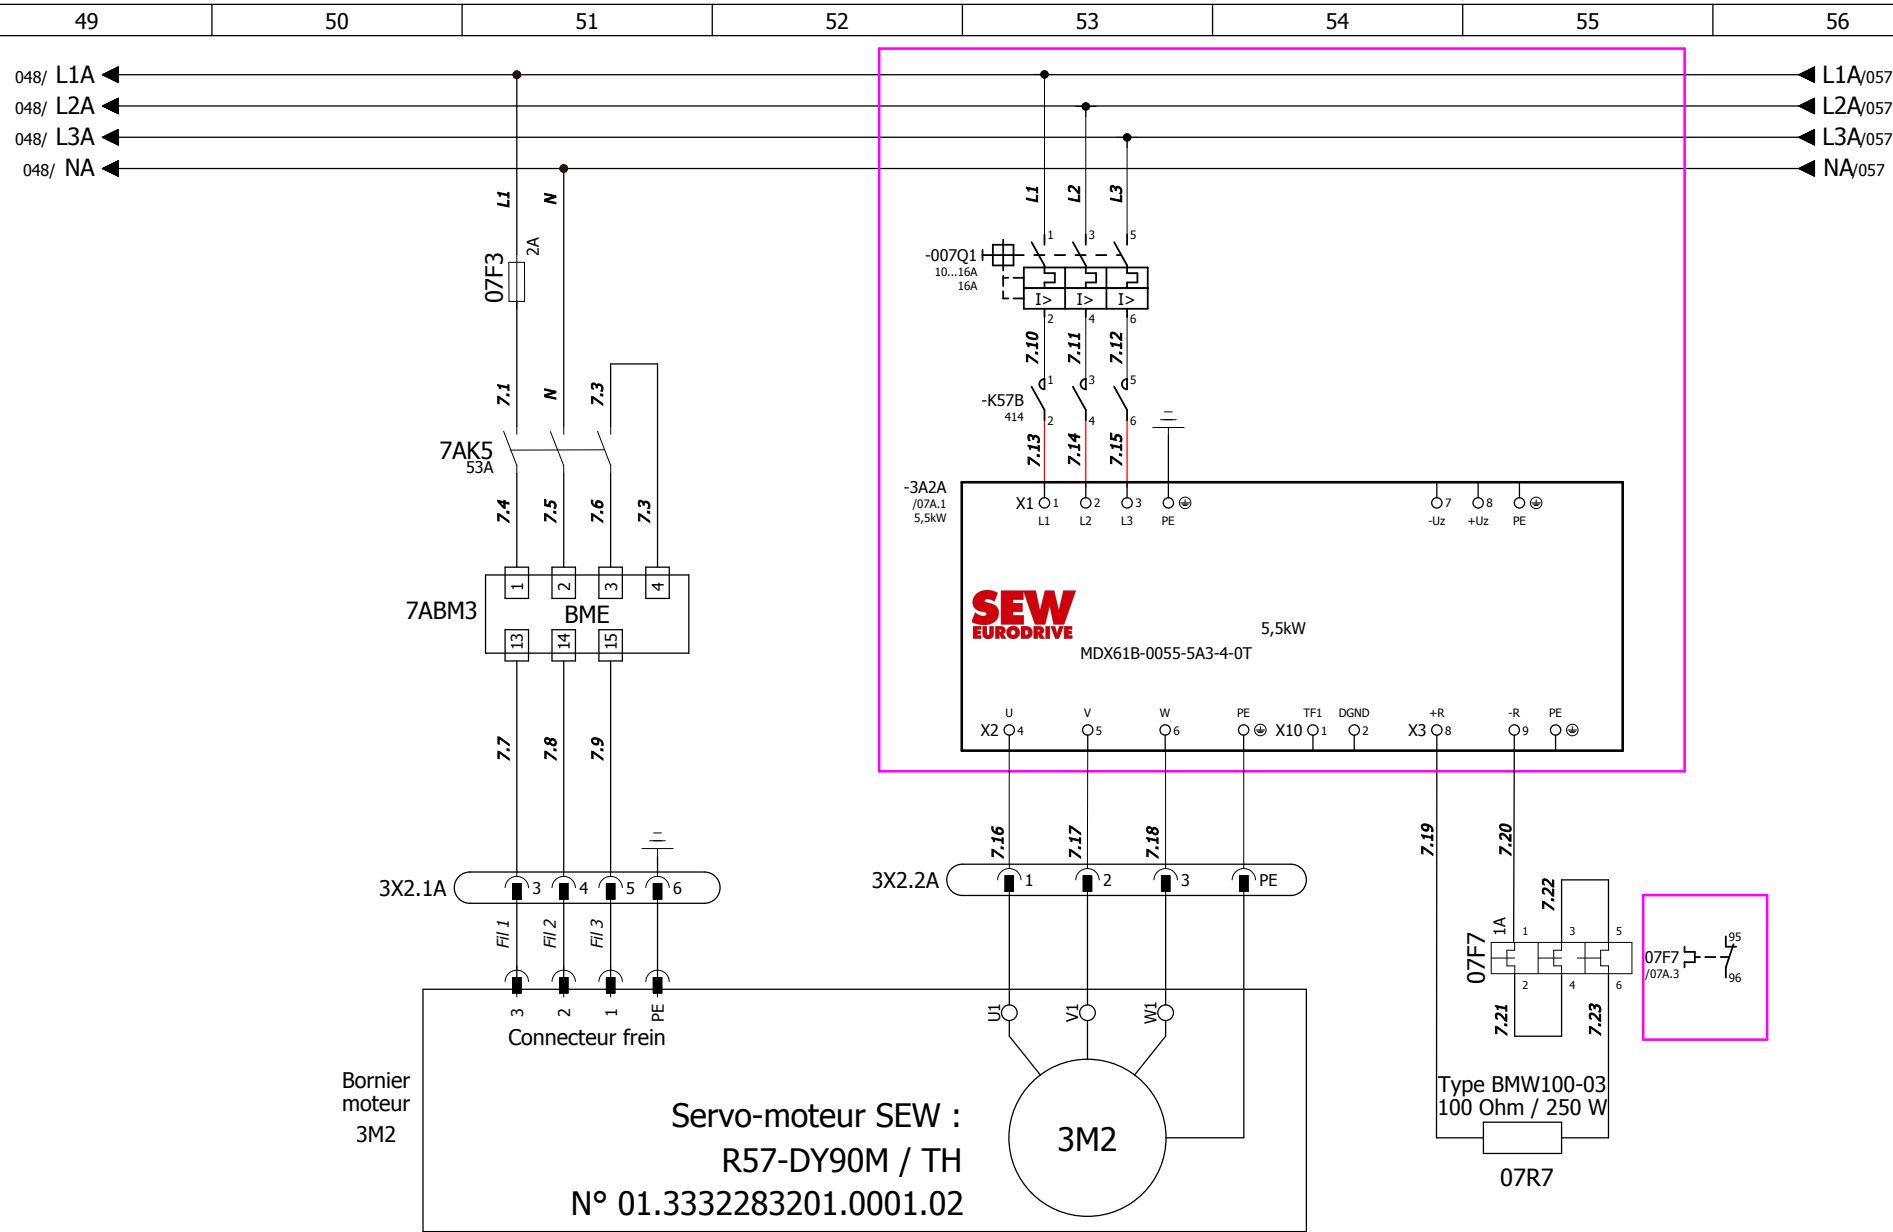 49 50 51 52 53 54 55 56
048/ L1A L1A/057
048/ L2A L2A/057
048/ L3A L3A/057
048/ NA NA/057
L1 N L1 L2 L3
07F3 2A
-007Q1 1 3 5
10...16A
16A
I> I> I>
2 4 6
7.10 7.11 7.12
7.1 N 7.3
-K57B 1 3 5
414
2 4 6
7AK5
53A
7.13 7.14 7.15
7.4 7.5 7.6 7.3
-3A2A
/07A.1
5,5kW
X1 1 2 3 7 8
L1 L2 L3 PE -Uz +Uz PE
1 2 3 4
7ABM3 BME
13 14 15
SEW
EURODRIVE
5,5kW
MDX61B-0055-5A3-4-0T
U V W PE TF1 DGND +R -R PE
X2 4 5 6 X10 1 2 X3 8 9
7.7 7.8 7.9
7.16 7.17 7.18 7.19 7.20
3X2.1A 3 4 5 6
3X2.2A 1 2 3 PE
Fil 1 Fil 2 Fil 3
7.22
07F7 1A 1 3 5
2 4 6
07F7
/07A.3
95
96
7.21 7.23
3 2 1 PE
Connecteur frein
U1 V1 W1
Bornier
moteur
3M2
Servo-moteur SEW :
R57-DY90M / TH
N° 01.3332283201.0001.02
3M2
Type BMW100-03
100 Ohm / 250 W
07R7